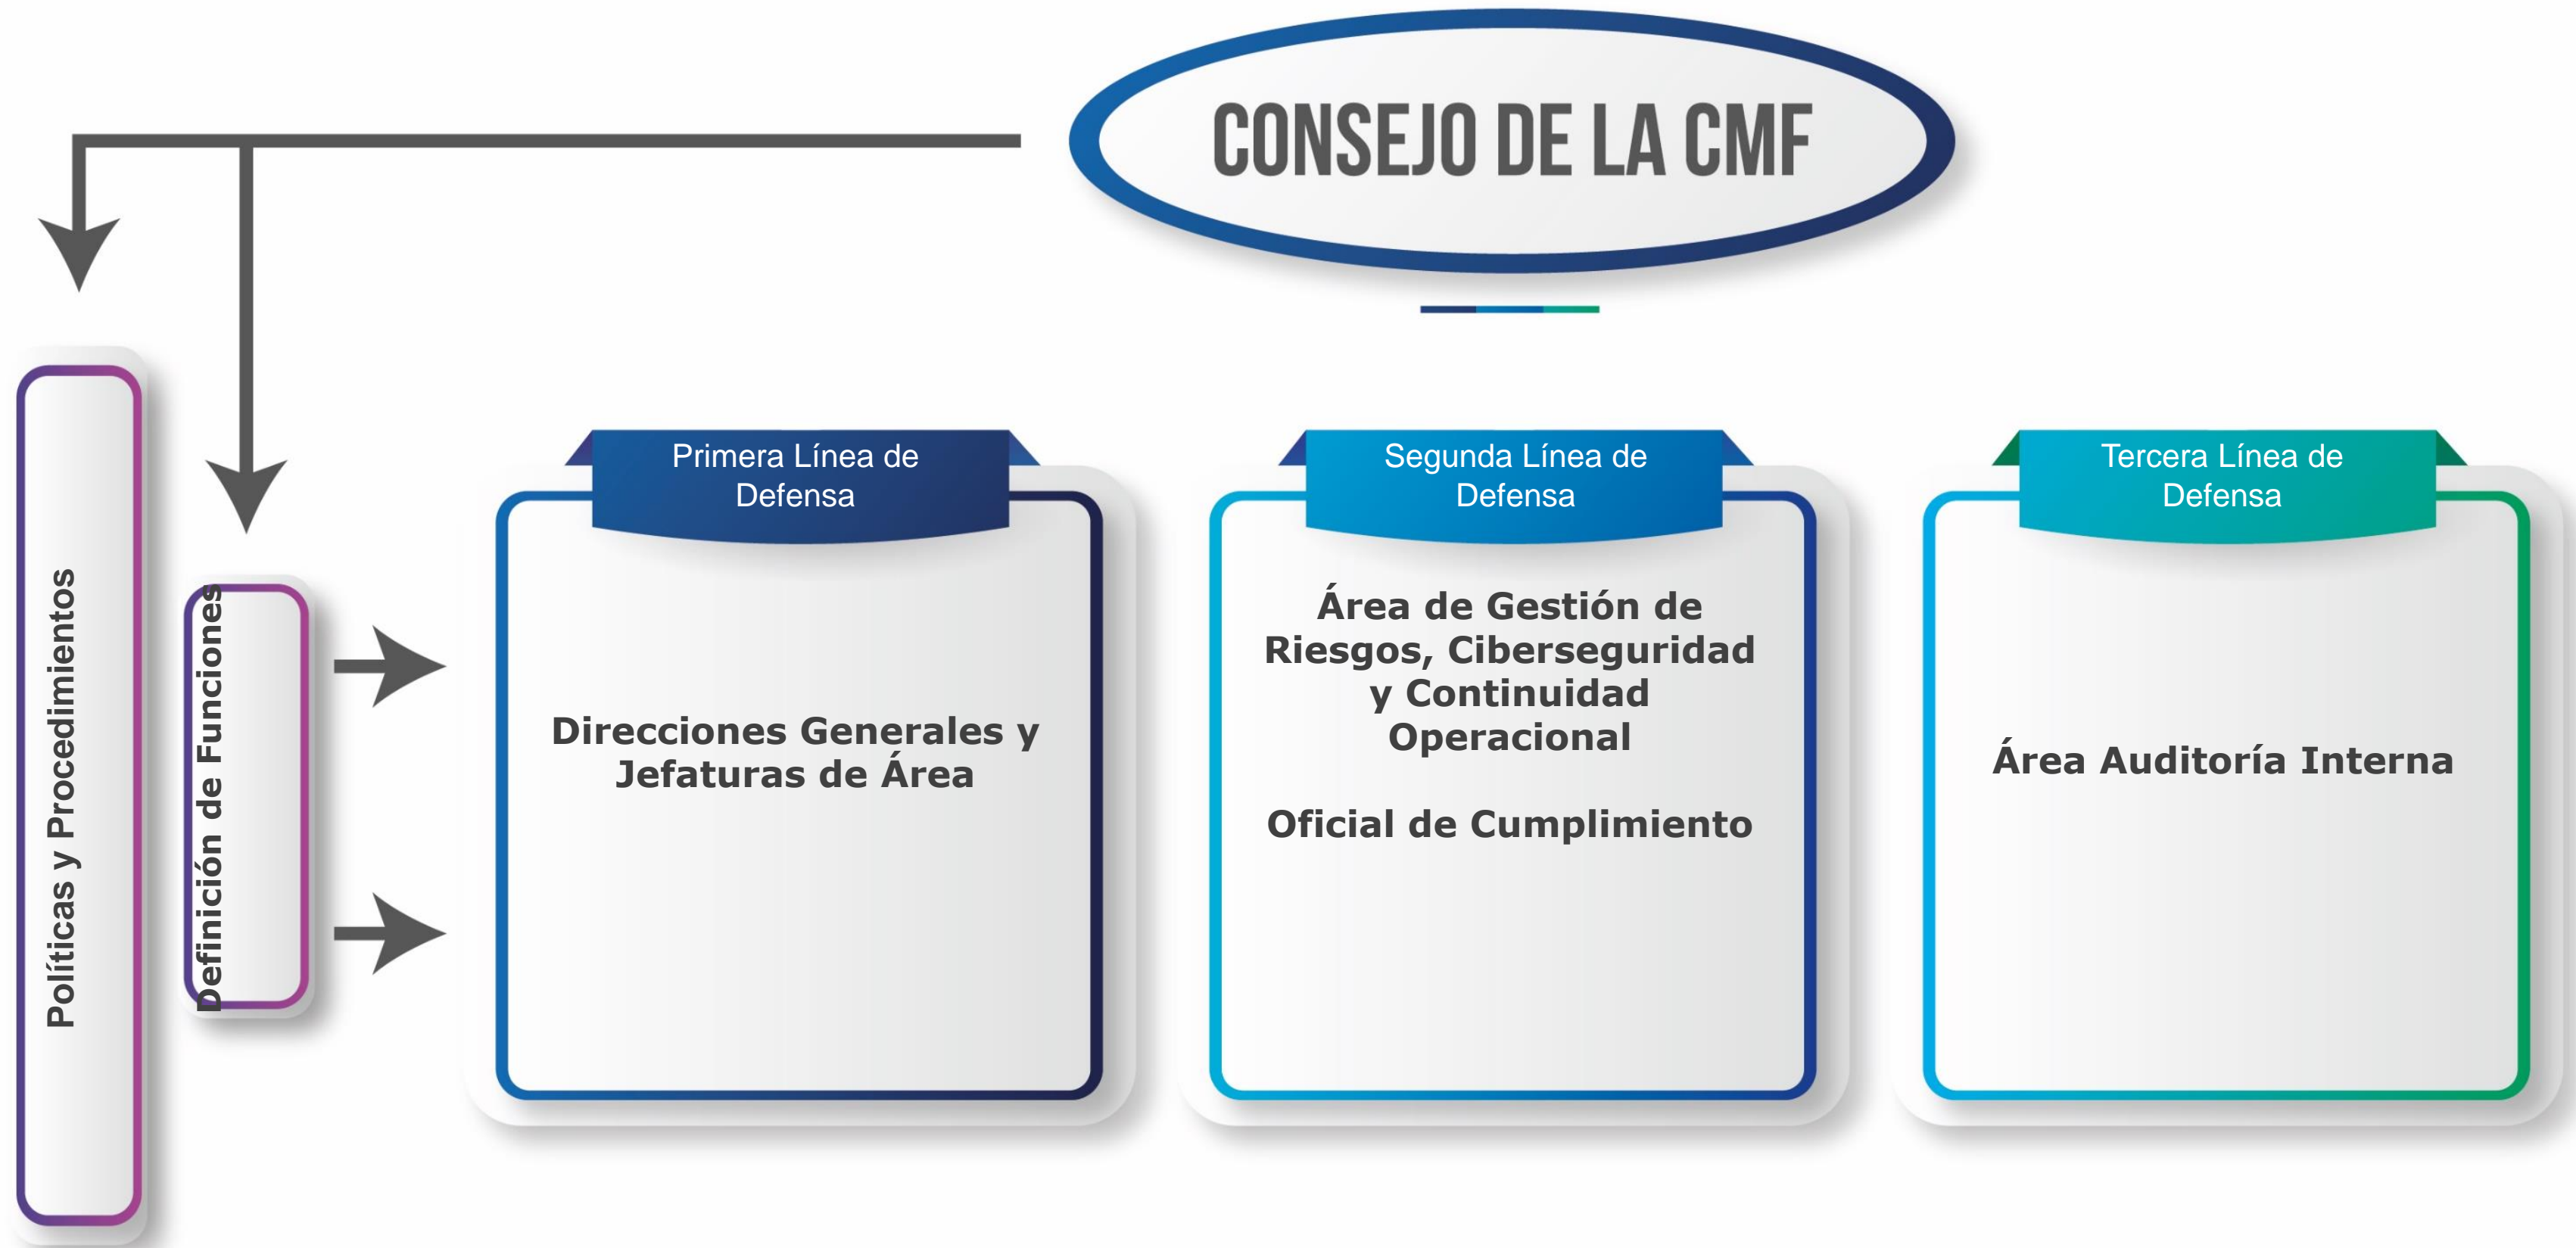 CONSEJO DE LA CMF
Políticas y Procedimientos
Definición de Funciones
Primera Línea de
Defensa
Direcciones Generales y
Jefaturas de Área
Segunda Línea de
Defensa
Área de Gestión de
Riesgos, Ciberseguridad
y Continuidad
Operacional
Oficial de Cumplimiento
Tercera Línea de
Defensa
Área Auditoría Interna